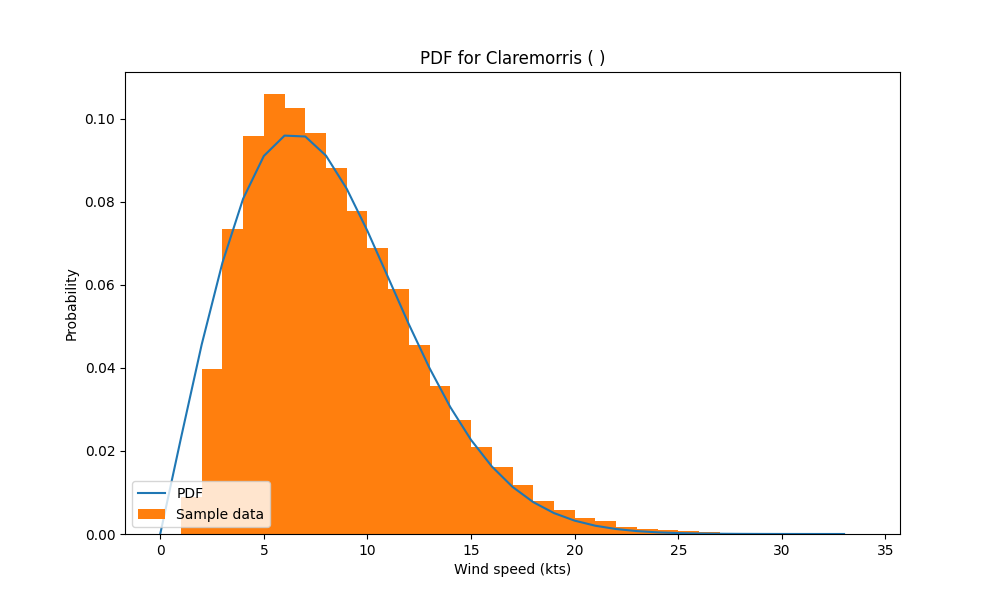 PDF for Claremorris ( )
0.10
0.08
0.06
0.04
0.02
0.00
Probability
PDF
Sample data
0 5 10 15 20 25 30 35
Wind speed (kts)